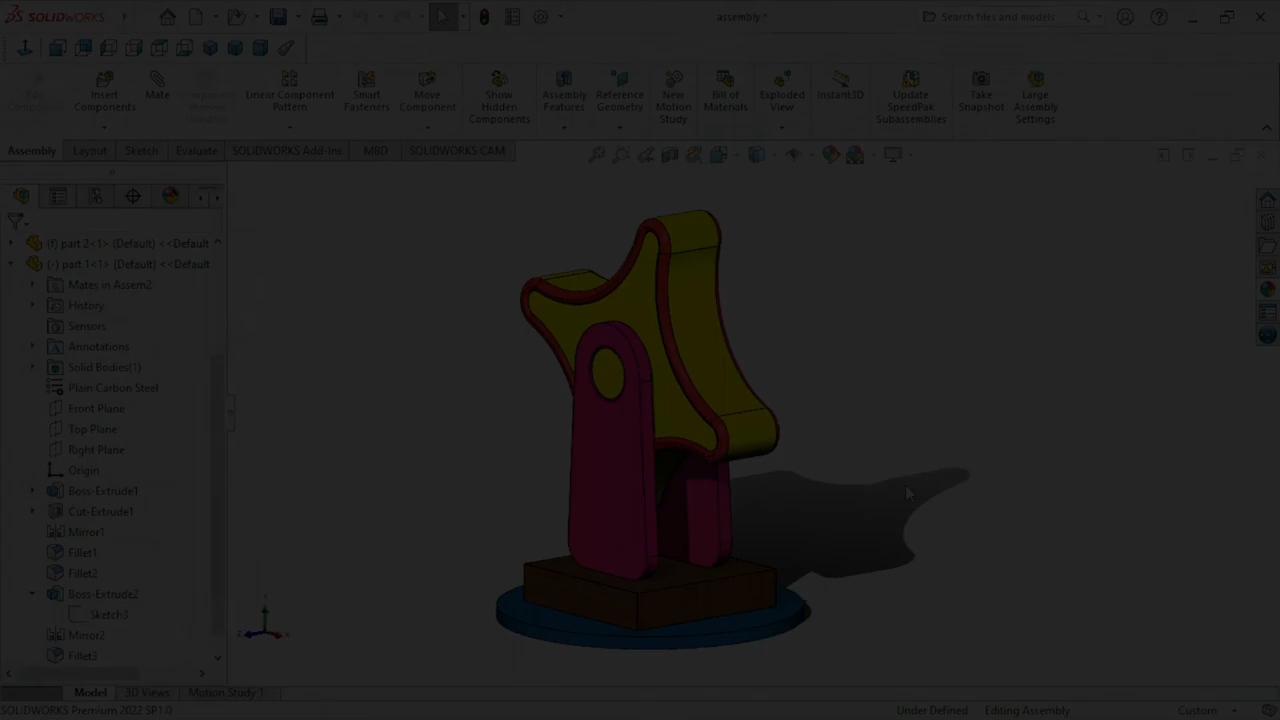 SOLIDWORKS
assembly *
Search files and models
Insert Components
Mate
Linear Component Pattern
Smart Fasteners
Move Component
Show Hidden Components
Assembly Features
Reference Geometry
New Motion Study
Bill of Materials
Exploded View
Instant3D
Update SpeedPak Subassemblies
Take Snapshot
Large Assembly Settings
Assembly
Layout
Sketch
Evaluate
SOLIDWORKS Add-Ins
MBD
SOLIDWORKS CAM
(f) part 2<1> (Default) <<Default
(-) part 1<1> (Default) <<Default
Mates in Assem2
History
Sensors
Annotations
Solid Bodies(1)
Plain Carbon Steel
Front Plane
Top Plane
Right Plane
Origin
Boss-Extrude1
Cut-Extrude1
Mirror1
Fillet1
Fillet2
Boss-Extrude2
Sketch3
Mirror2
Fillet3
Model
3D Views
Motion Study 1
SOLIDWORKS Premium 2022 SP1.0
Under Defined
Editing Assembly
Custom